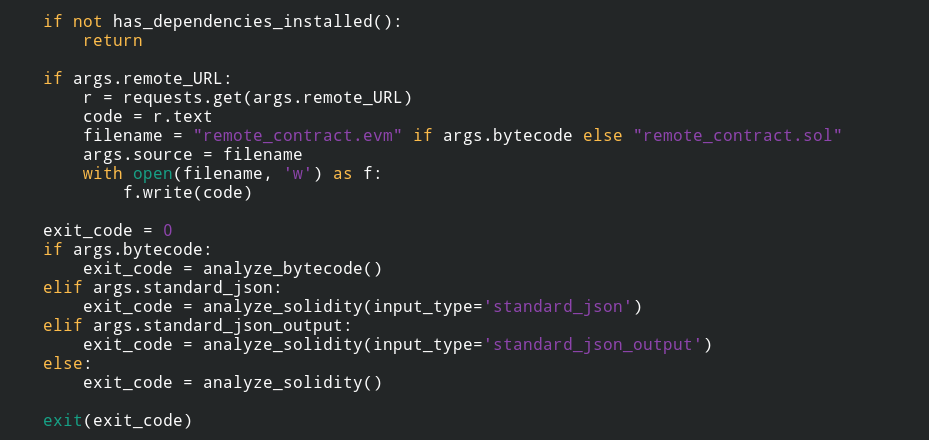 if not has_dependencies_installed():
    return

if args.remote_URL:
    r = requests.get(args.remote_URL)
    code = r.text
    filename = "remote_contract.evm" if args.bytecode else "remote_contract.sol"
    args.source = filename
    with open(filename, 'w') as f:
        f.write(code)

exit_code = 0
if args.bytecode:
    exit_code = analyze_bytecode()
elif args.standard_json:
    exit_code = analyze_solidity(input_type='standard_json')
elif args.standard_json_output:
    exit_code = analyze_solidity(input_type='standard_json_output')
else:
    exit_code = analyze_solidity()

exit(exit_code)